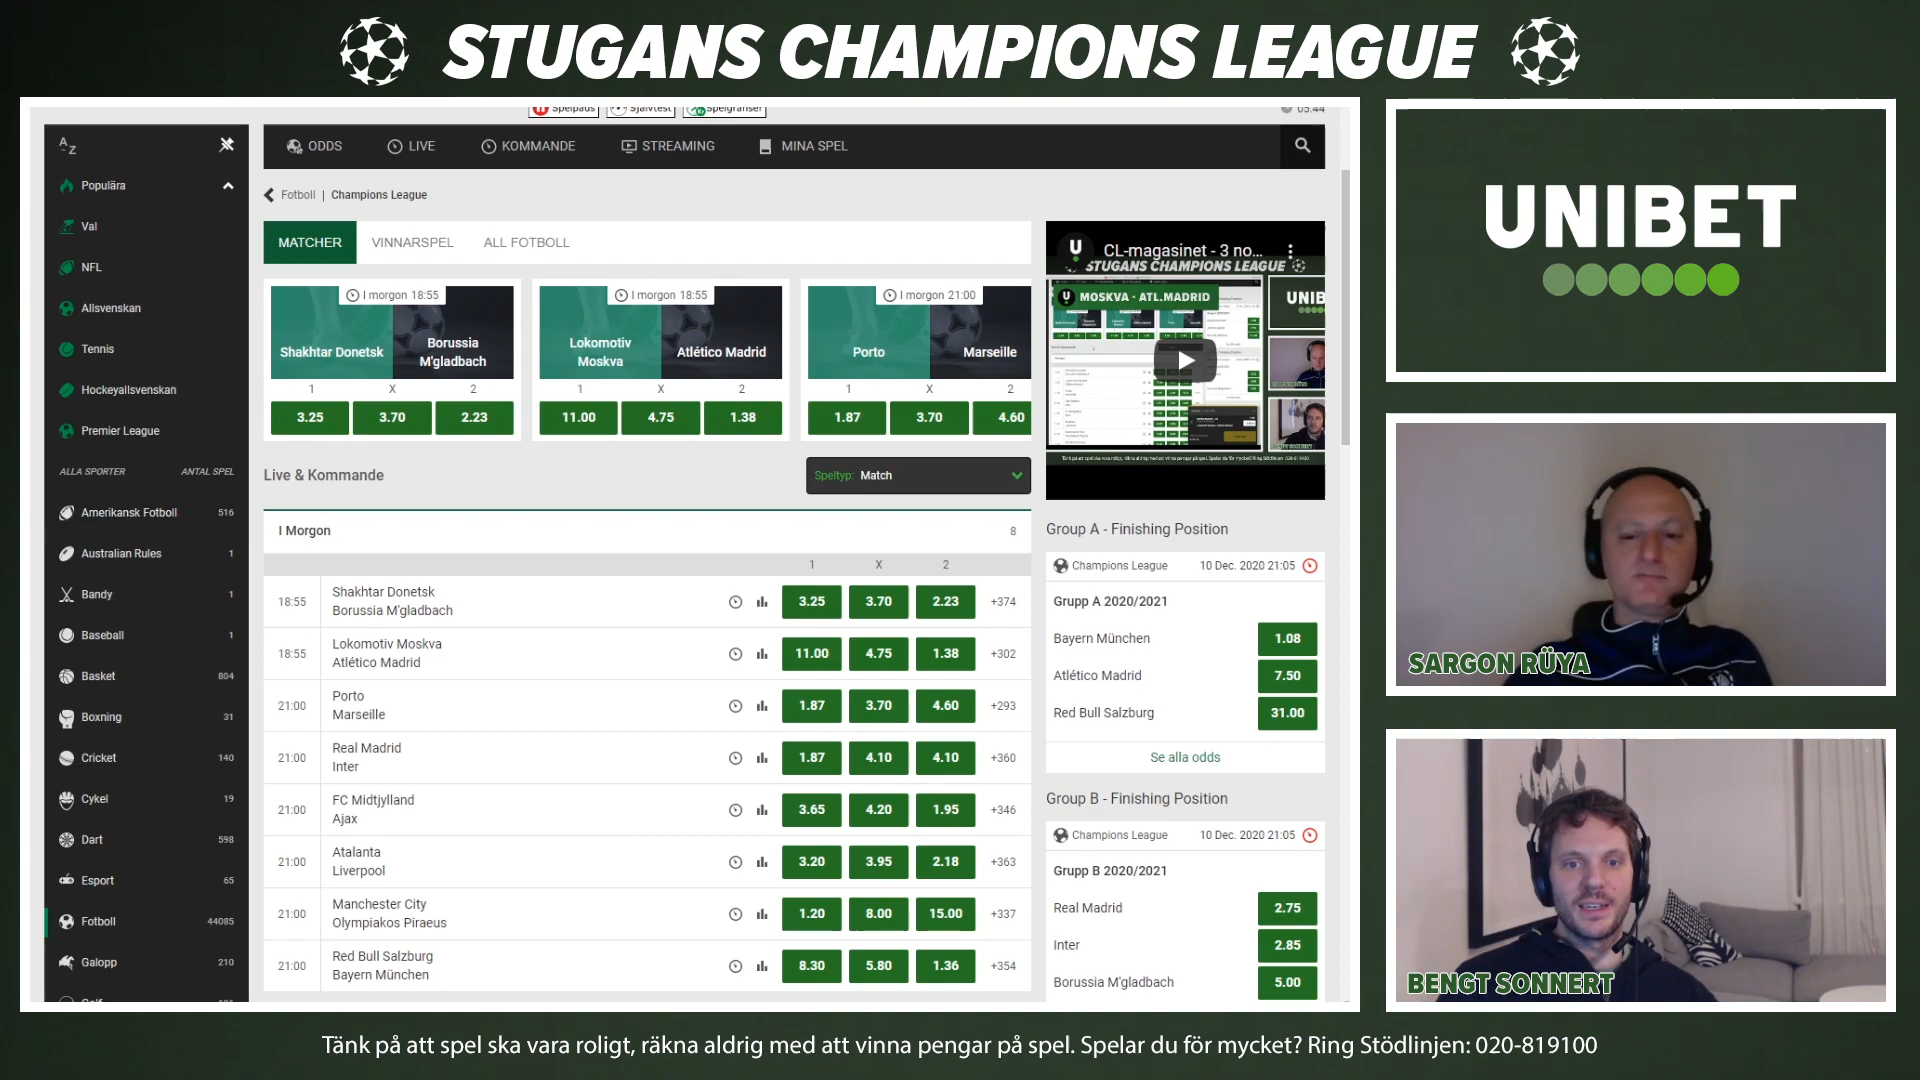 STUGANS CHAMPIONS LEAGUE
Spelpaus Självtest Spelgränser
05:44
A-Z
ODDS LIVE KOMMANDE STREAMING MINA SPEL
Populära
Val
NFL
Allsvenskan
Tennis
Hockeyallsvenskan
Premier League
ALLA SPORTER ANTAL SPEL
Amerikansk Fotboll 516
Australian Rules 1
Bandy 1
Baseball 1
Basket 804
Boxning 31
Cricket 140
Cykel 19
Dart 598
Esport 65
Fotboll 44085
Galopp 210
Fotboll | Champions League
MATCHER VINNARSPEL ALL FOTBOLL
I morgon 18:55
Shakhtar Donetsk
Borussia
M'gladbach
1 X 2
3.25 3.70 2.23
I morgon 18:55
Lokomotiv
Moskva
Atlético Madrid
1 X 2
11.00 4.75 1.38
I morgon 21:00
Porto
Marseille
1 X 2
1.87 3.70 4.60
Live & Kommande
Speltyp: Match
I Morgon 8
1 X 2
18:55 Shakhtar Donetsk
Borussia M'gladbach
3.25 3.70 2.23 +374
18:55 Lokomotiv Moskva
Atlético Madrid
11.00 4.75 1.38 +302
21:00 Porto
Marseille
1.87 3.70 4.60 +293
21:00 Real Madrid
Inter
1.87 4.10 4.10 +360
21:00 FC Midtjylland
Ajax
3.65 4.20 1.95 +346
21:00 Atalanta
Liverpool
3.20 3.95 2.18 +363
21:00 Manchester City
Olympiakos Piraeus
1.20 8.00 15.00 +337
21:00 Red Bull Salzburg
Bayern München
8.30 5.80 1.36 +354
CL-magasinet - 3 no...
STUGANS CHAMPIONS LEAGUE
MOSKVA - ATL.MADRID
UNIB
Group A - Finishing Position
Champions League 10 Dec. 2020 21:05
Grupp A 2020/2021
Bayern München 1.08
Atlético Madrid 7.50
Red Bull Salzburg 31.00
Se alla odds
Group B - Finishing Position
Champions League 10 Dec. 2020 21:05
Grupp B 2020/2021
Real Madrid 2.75
Inter 2.85
Borussia M'gladbach 5.00
UNIBET
SARGON RÜYA
BENGT SONNERT
Tänk på att spel ska vara roligt, räkna aldrig med att vinna pengar på spel. Spelar du för mycket? Ring Stödlinjen: 020-819100